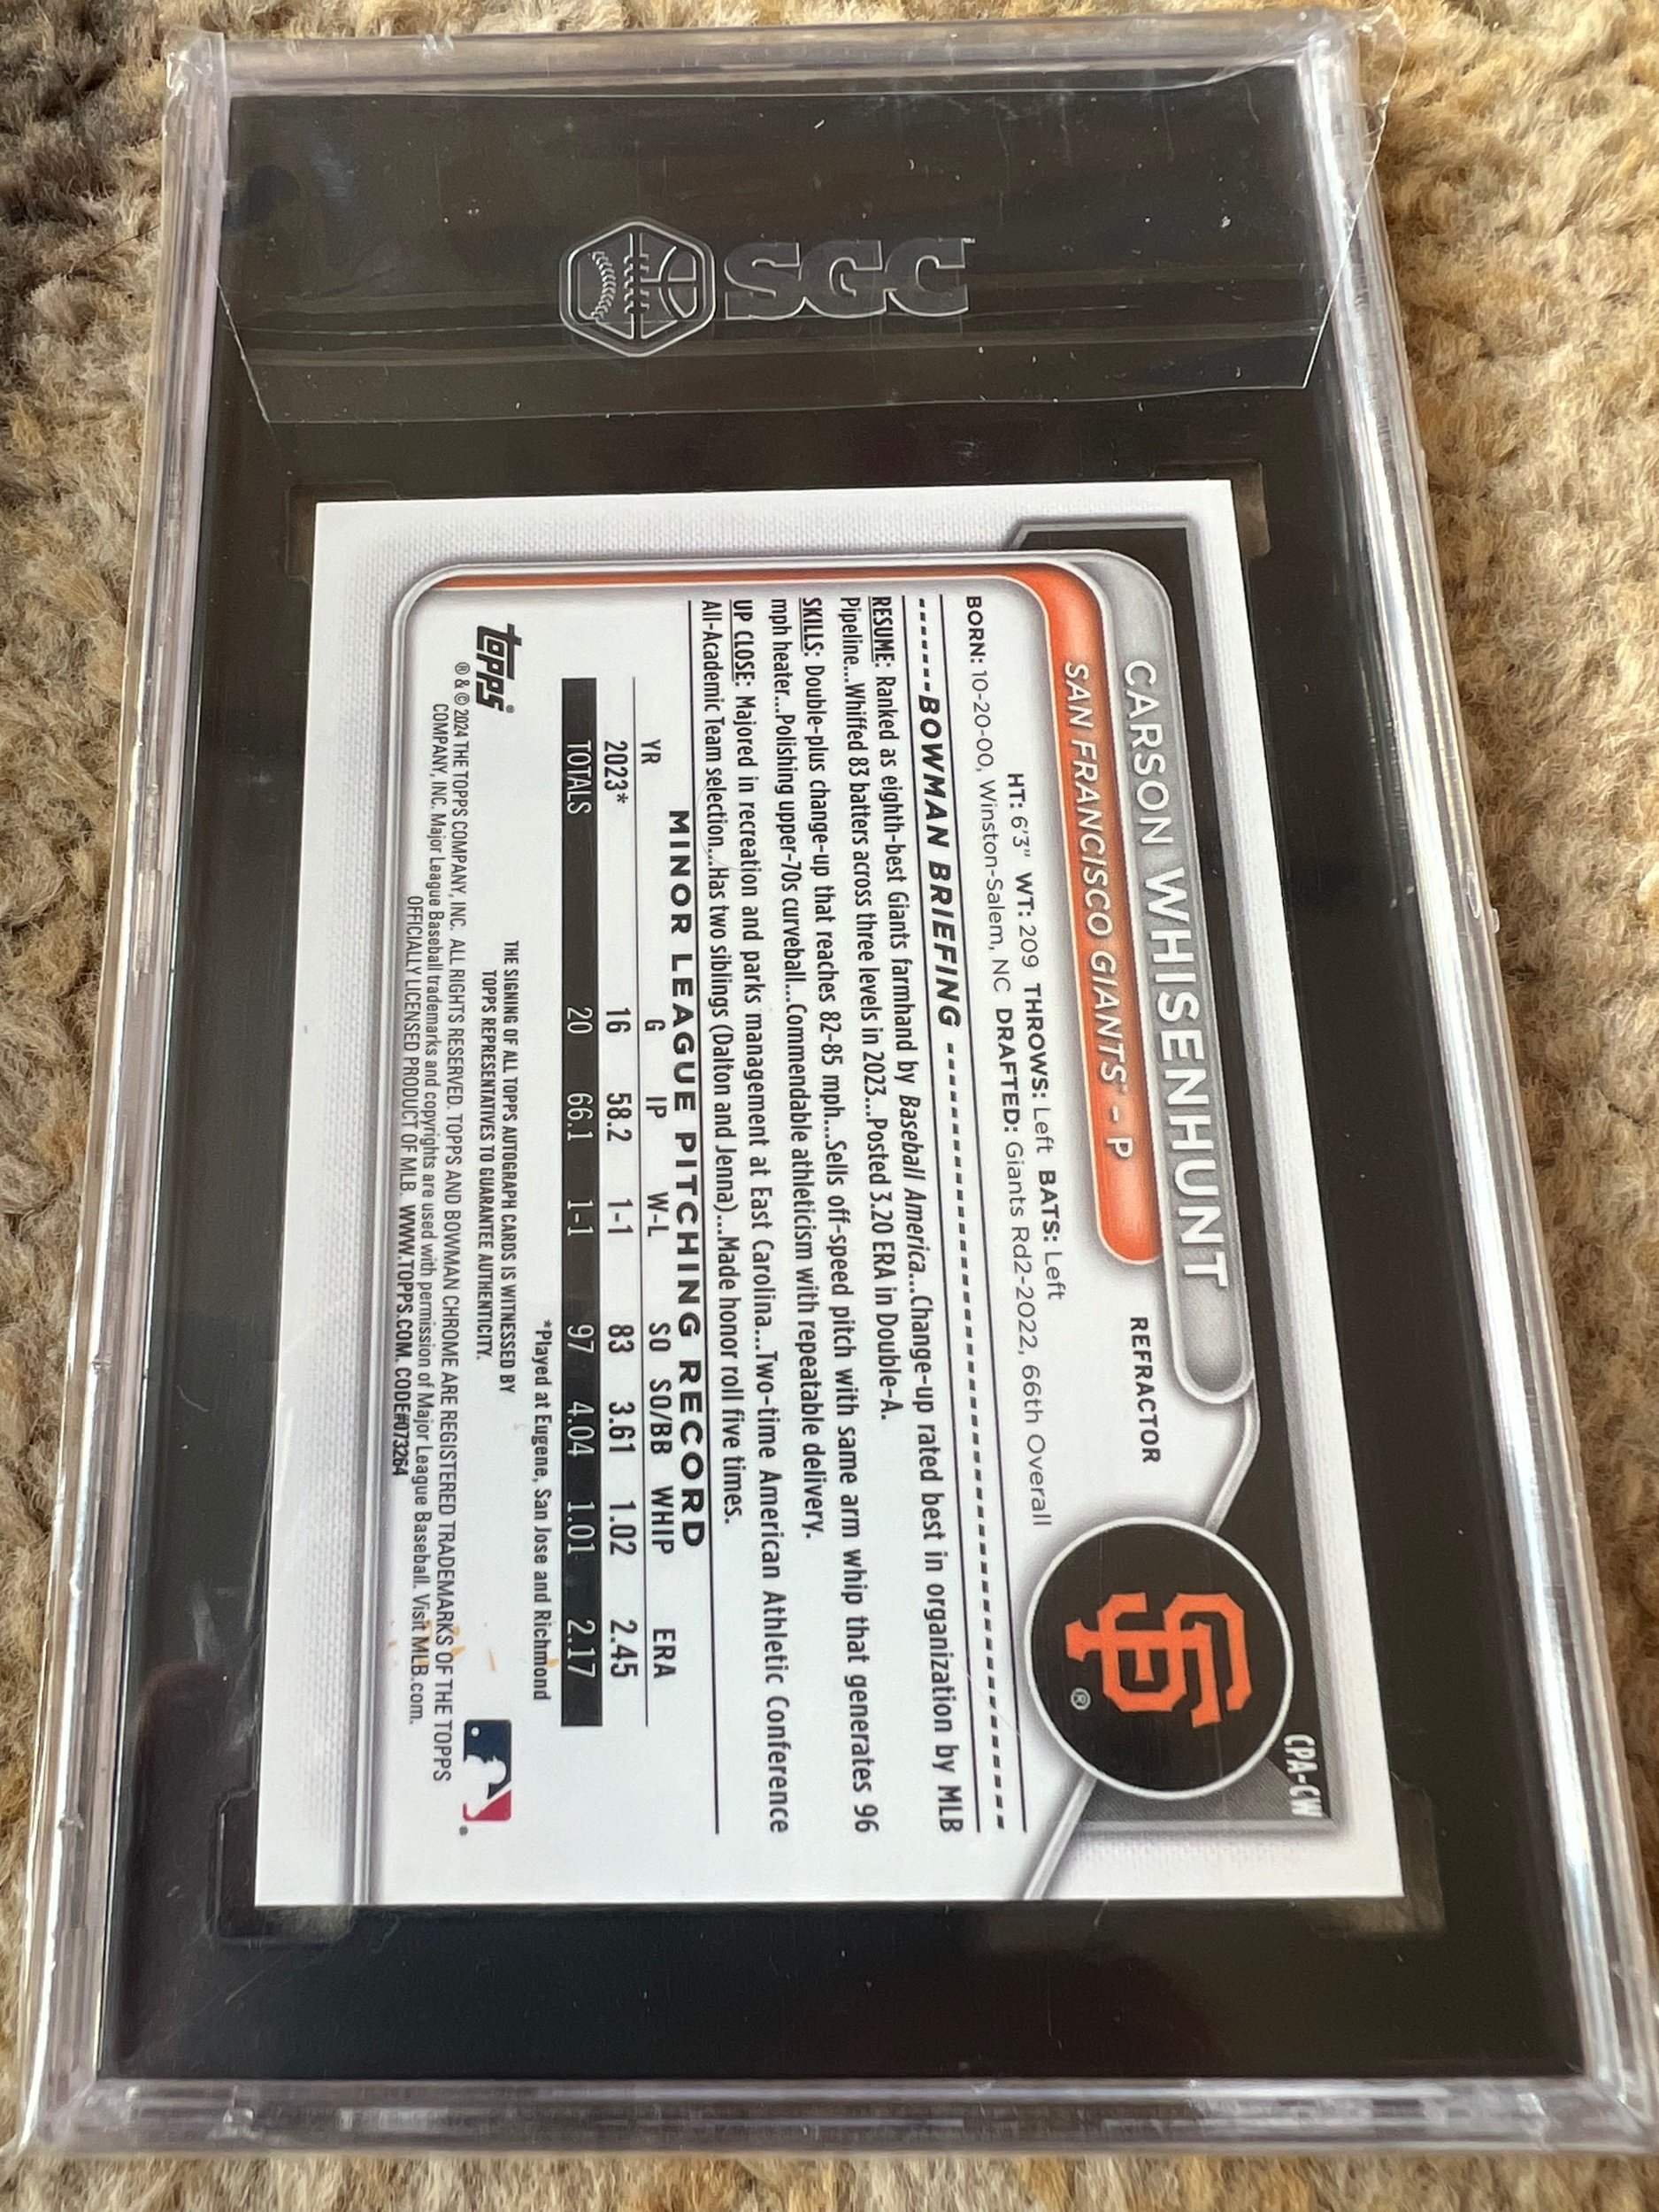 SGC
CPA-CW
CARSON WHISENHUNT
REFRACTOR
SAN FRANCISCO GIANTS™ - P
SF®
HT: 6'3" WT: 209 THROWS: Left BATS: Left
BORN: 10-20-00, Winston-Salem, NC DRAFTED: Giants Rd2-2022, 66th Overall
------BOWMAN BRIEFING------
RESUME: Ranked as eighth-best Giants farmhand by Baseball America...Change-up rated best in organization by MLB
Pipeline...Whiffed 83 batters across three levels in 2023...Posted 3.20 ERA in Double-A.
SKILLS: Double-plus change-up that reaches 82-85 mph...Sells off-speed pitch with same arm whip that generates 96
mph heater...Polishing upper-70s curveball...Commendable athleticism with repeatable delivery.
UP CLOSE: Majored in recreation and parks management at East Carolina...Two-time American Athletic Conference
All-Academic Team selection...Has two siblings (Dalton and Jenna)...Made honor roll five times.
MINOR LEAGUE PITCHING RECORD
YR G IP W-L SO SO/BB WHIP ERA
2023* 16 58.2 1-1 83 3.61 1.02 2.45
TOTALS 20 66.1 1-1 97 4.04 1.01 2.17
*Played at Eugene, San Jose and Richmond
THE SIGNING OF ALL TOPPS AUTOGRAPH CARDS IS WITNESSED BY
TOPPS REPRESENTATIVES TO GUARANTEE AUTHENTICITY.
topps®
® & © 2024 THE TOPPS COMPANY, INC. ALL RIGHTS RESERVED. TOPPS AND BOWMAN CHROME ARE REGISTERED TRADEMARKS OF THE TOPPS
COMPANY, INC. Major League Baseball trademarks and copyrights are used with permission of Major League Baseball. Visit MLB.com.
OFFICIALLY LICENSED PRODUCT OF MLB. WWW.TOPPS.COM. CODE#073264